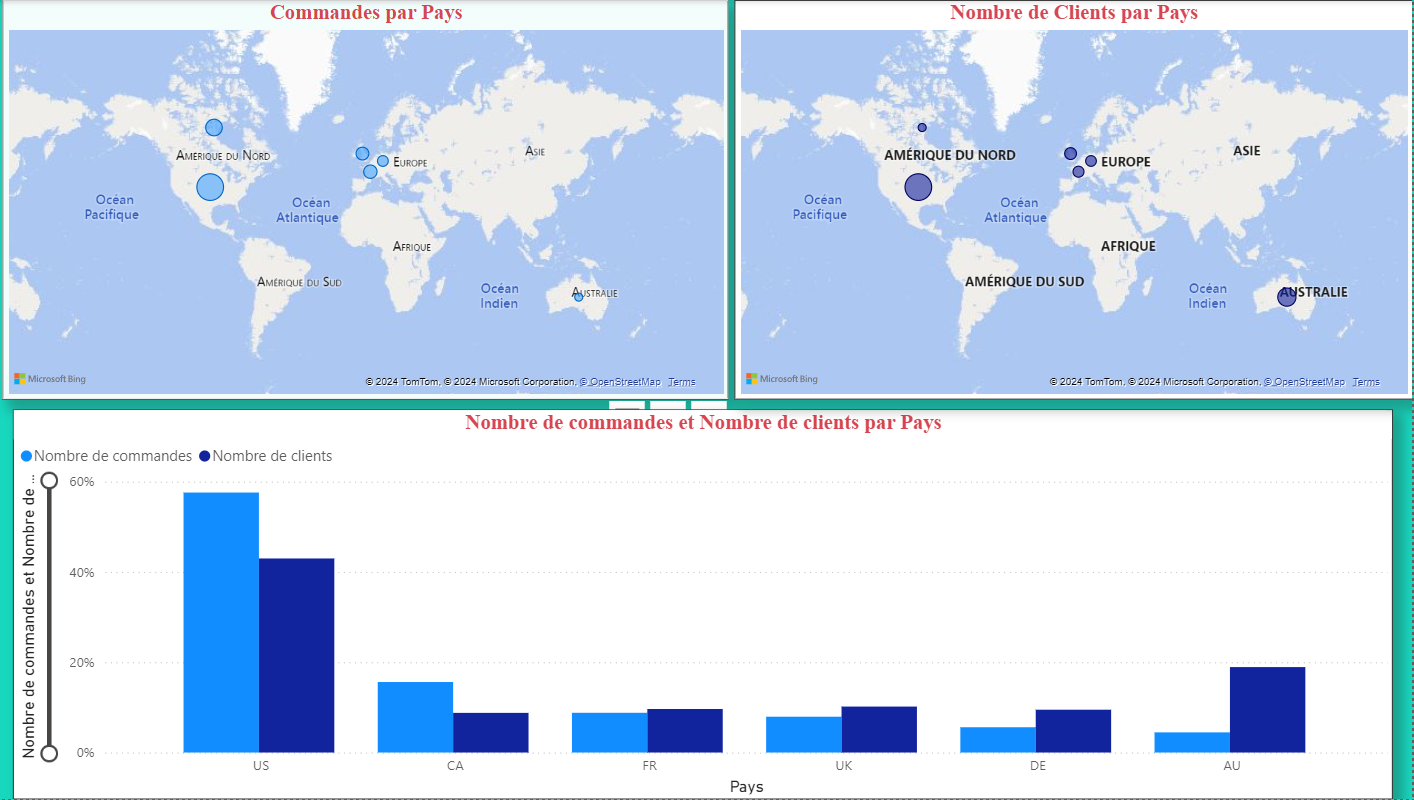 Commandes par Pays
AMÉRIQUE DU NORD
EUROPE
ASIE
Océan
Pacifique
Océan
Atlantique
AFRIQUE
AMÉRIQUE DU SUD
Océan
Indien
AUSTRALIE
Microsoft Bing
© 2024 TomTom, © 2024 Microsoft Corporation, © OpenStreetMap Terms
Nombre de Clients par Pays
AMÉRIQUE DU NORD
EUROPE
ASIE
Océan
Pacifique
Océan
Atlantique
AFRIQUE
AMÉRIQUE DU SUD
Océan
Indien
AUSTRALIE
Microsoft Bing
© 2024 TomTom, © 2024 Microsoft Corporation, © OpenStreetMap Terms
Nombre de commandes et Nombre de clients par Pays
Nombre de commandes Nombre de clients
Nombre de commandes et Nombre de ...
60%
40%
20%
0%
US CA FR UK DE AU
Pays